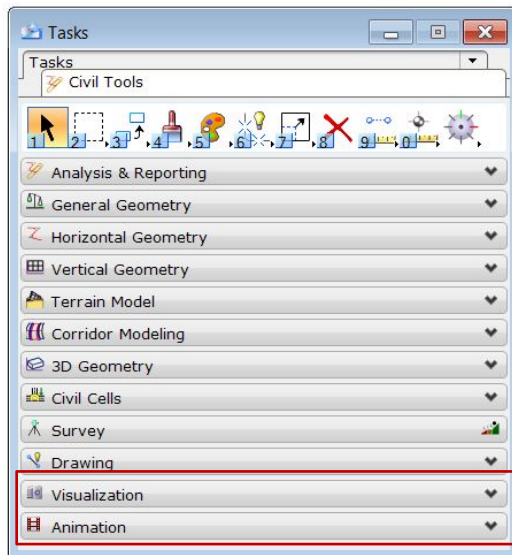 Tasks
Tasks
Civil Tools
1 2 3 4 5 6 7 8 9 0
Analysis & Reporting
General Geometry
Horizontal Geometry
Vertical Geometry
Terrain Model
Corridor Modeling
3D Geometry
Civil Cells
Survey
Drawing
Visualization
Animation